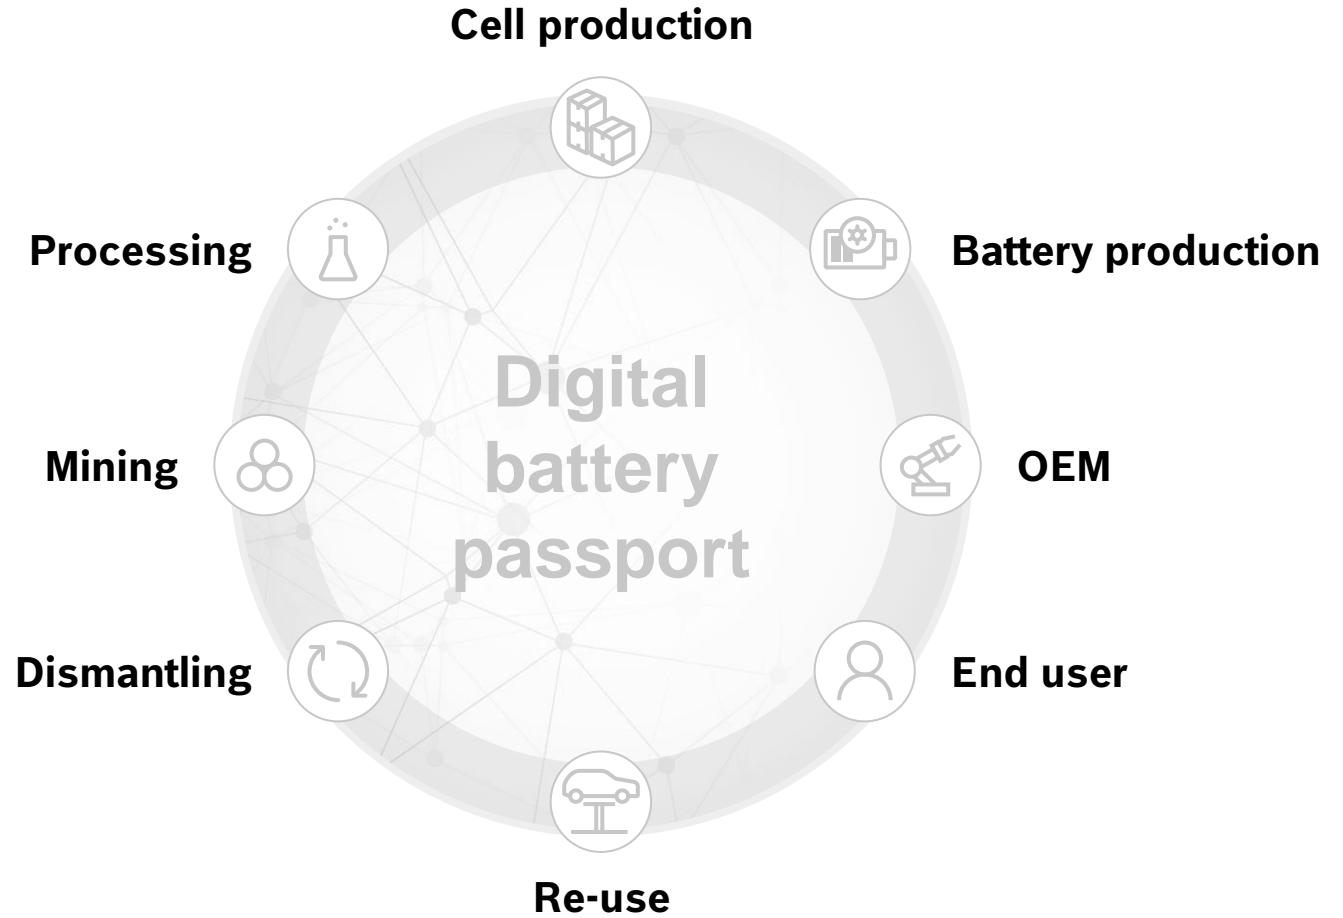 Cell production
Processing
Battery production
Digital
battery
passport
Mining
OEM
Dismantling
End user
Re-use